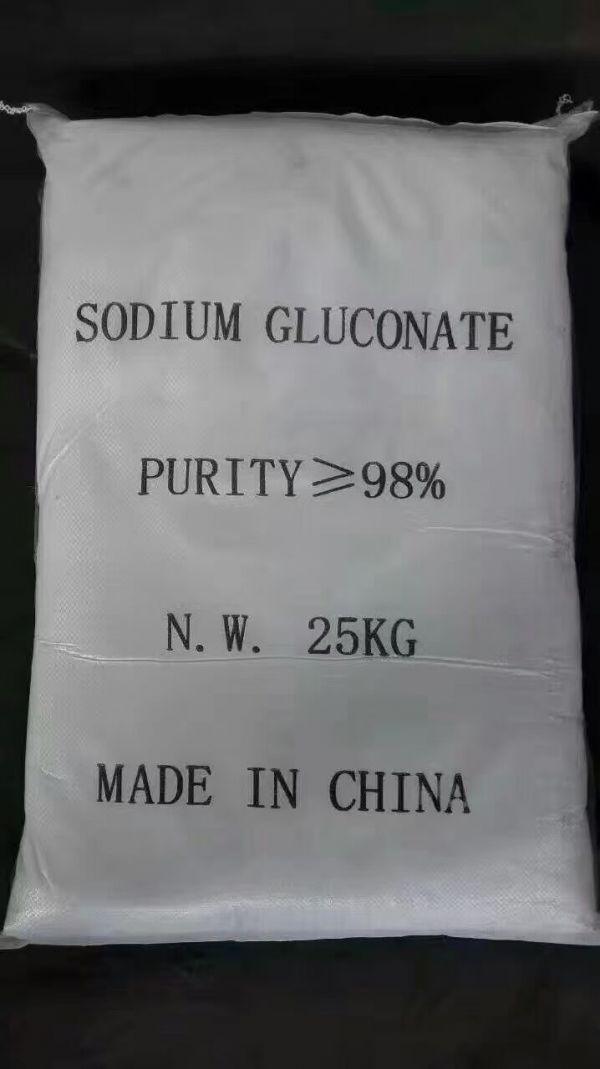 SODIUM GLUCONATE
PURITY≥98%
N.W. 25KG
MADE IN CHINA